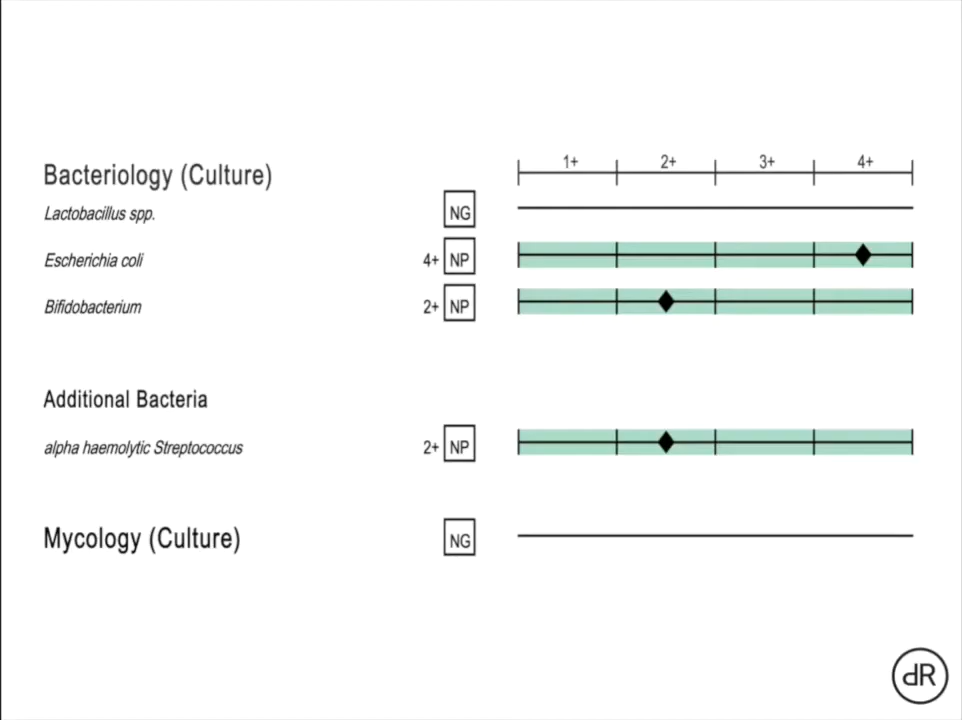 1+ 2+ 3+ 4+
Bacteriology (Culture)
Lactobacillus spp. NG
Escherichia coli 4+ NP
Bifidobacterium 2+ NP
Additional Bacteria
alpha haemolytic Streptococcus 2+ NP
Mycology (Culture) NG
dR